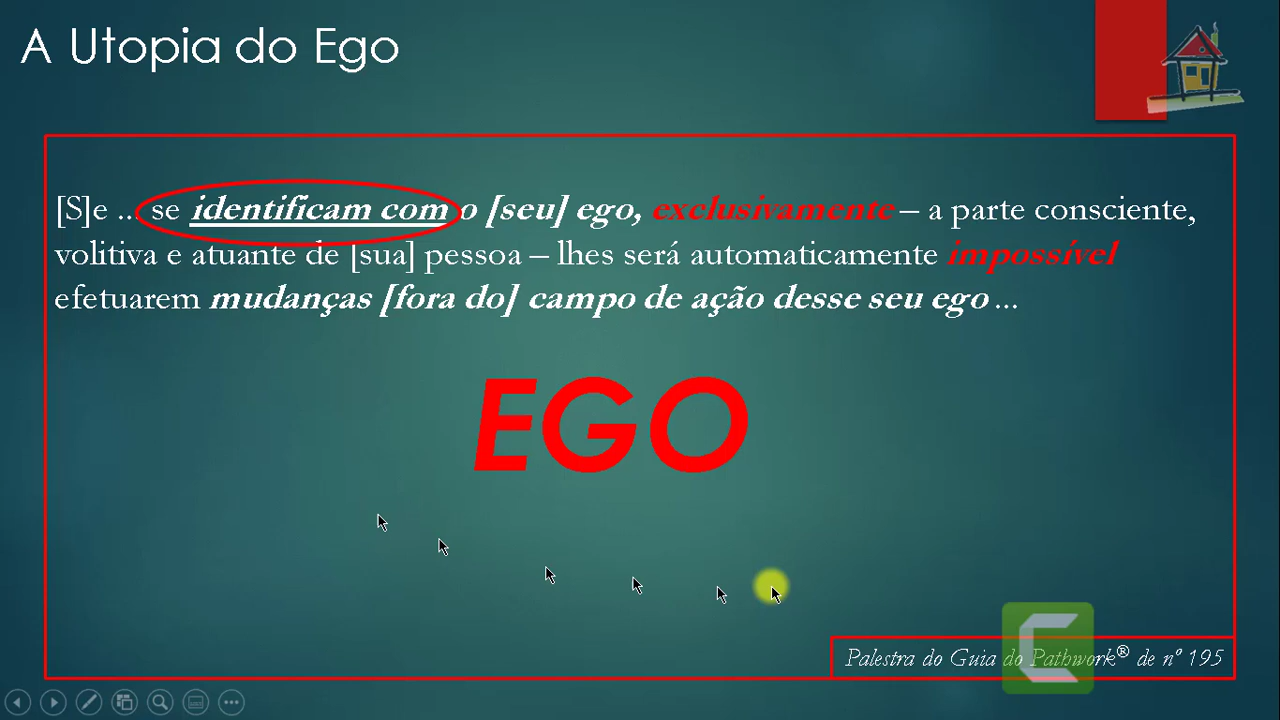 A Utopia do Ego
[S]e ... se identificam com o [seu] ego, exclusivamente – a parte consciente,
volitiva e atuante de [sua] pessoa – lhes será automaticamente impossível
efetuarem mudanças [fora do] campo de ação desse seu ego ...
EGO
Palestra do Guia do Pathwork® de nº 195